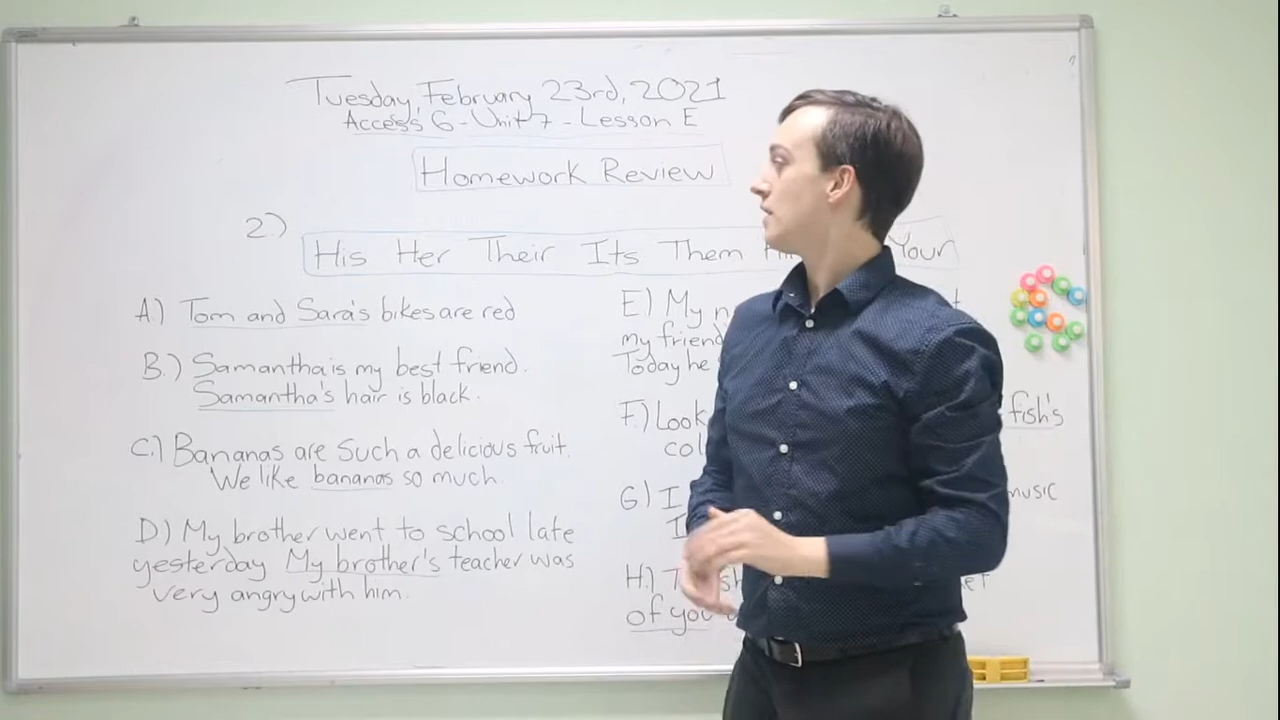 Tuesday, February 23rd, 2021
Access 6 - Unit 7 - Lesson E
Homework Review
2.)
His Her Their Its Them Your
A) Tom and Sara's bikes are red
B.) Samantha is my best friend.
Samantha's hair is black.
C.) Bananas are such a delicious fruit.
We like bananas so much.
D) My brother went to school late
yesterday My brother's teacher was
very angry with him.
E) My
my friend
Today he
F.) Look fish's
G) I music
I
H.)
of you